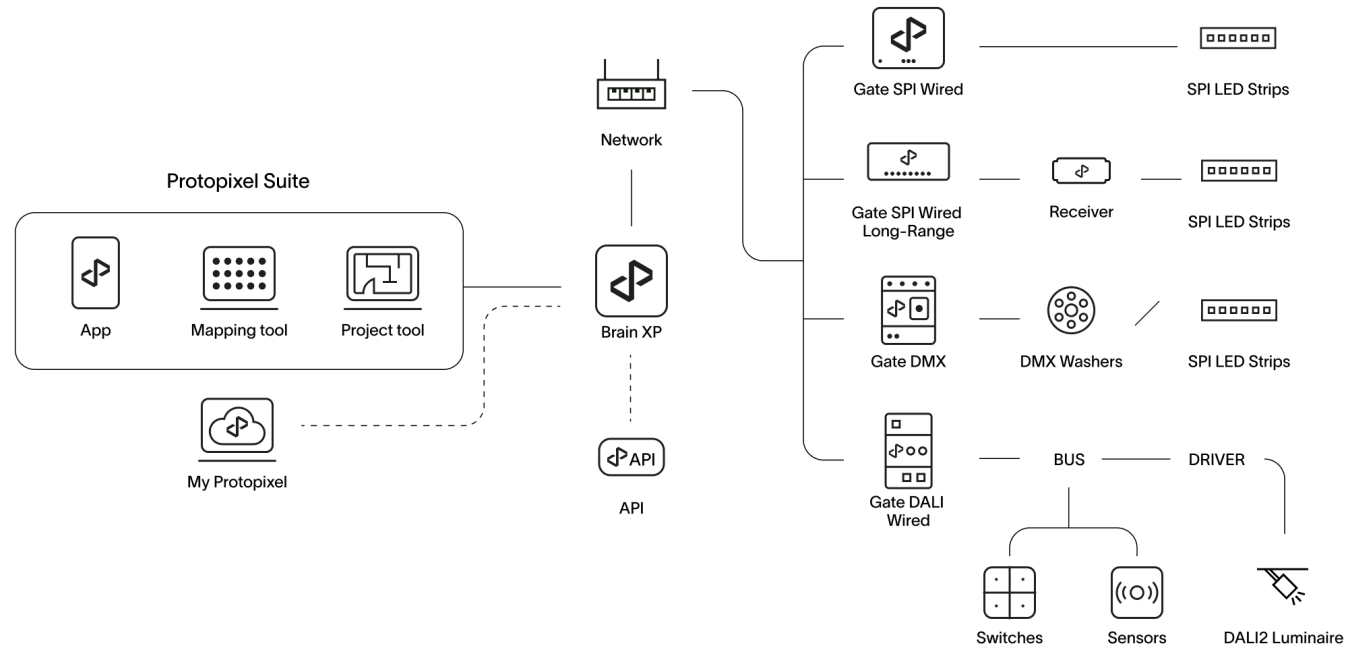 Protopixel Suite
App
Mapping tool
Project tool
My Protopixel
Network
Brain XP
API
API
Gate SPI Wired
SPI LED Strips
Gate SPI Wired
Long-Range
Receiver
SPI LED Strips
Gate DMX
DMX Washers
SPI LED Strips
Gate DALI
Wired
BUS
DRIVER
Switches
Sensors
DALI2 Luminaire